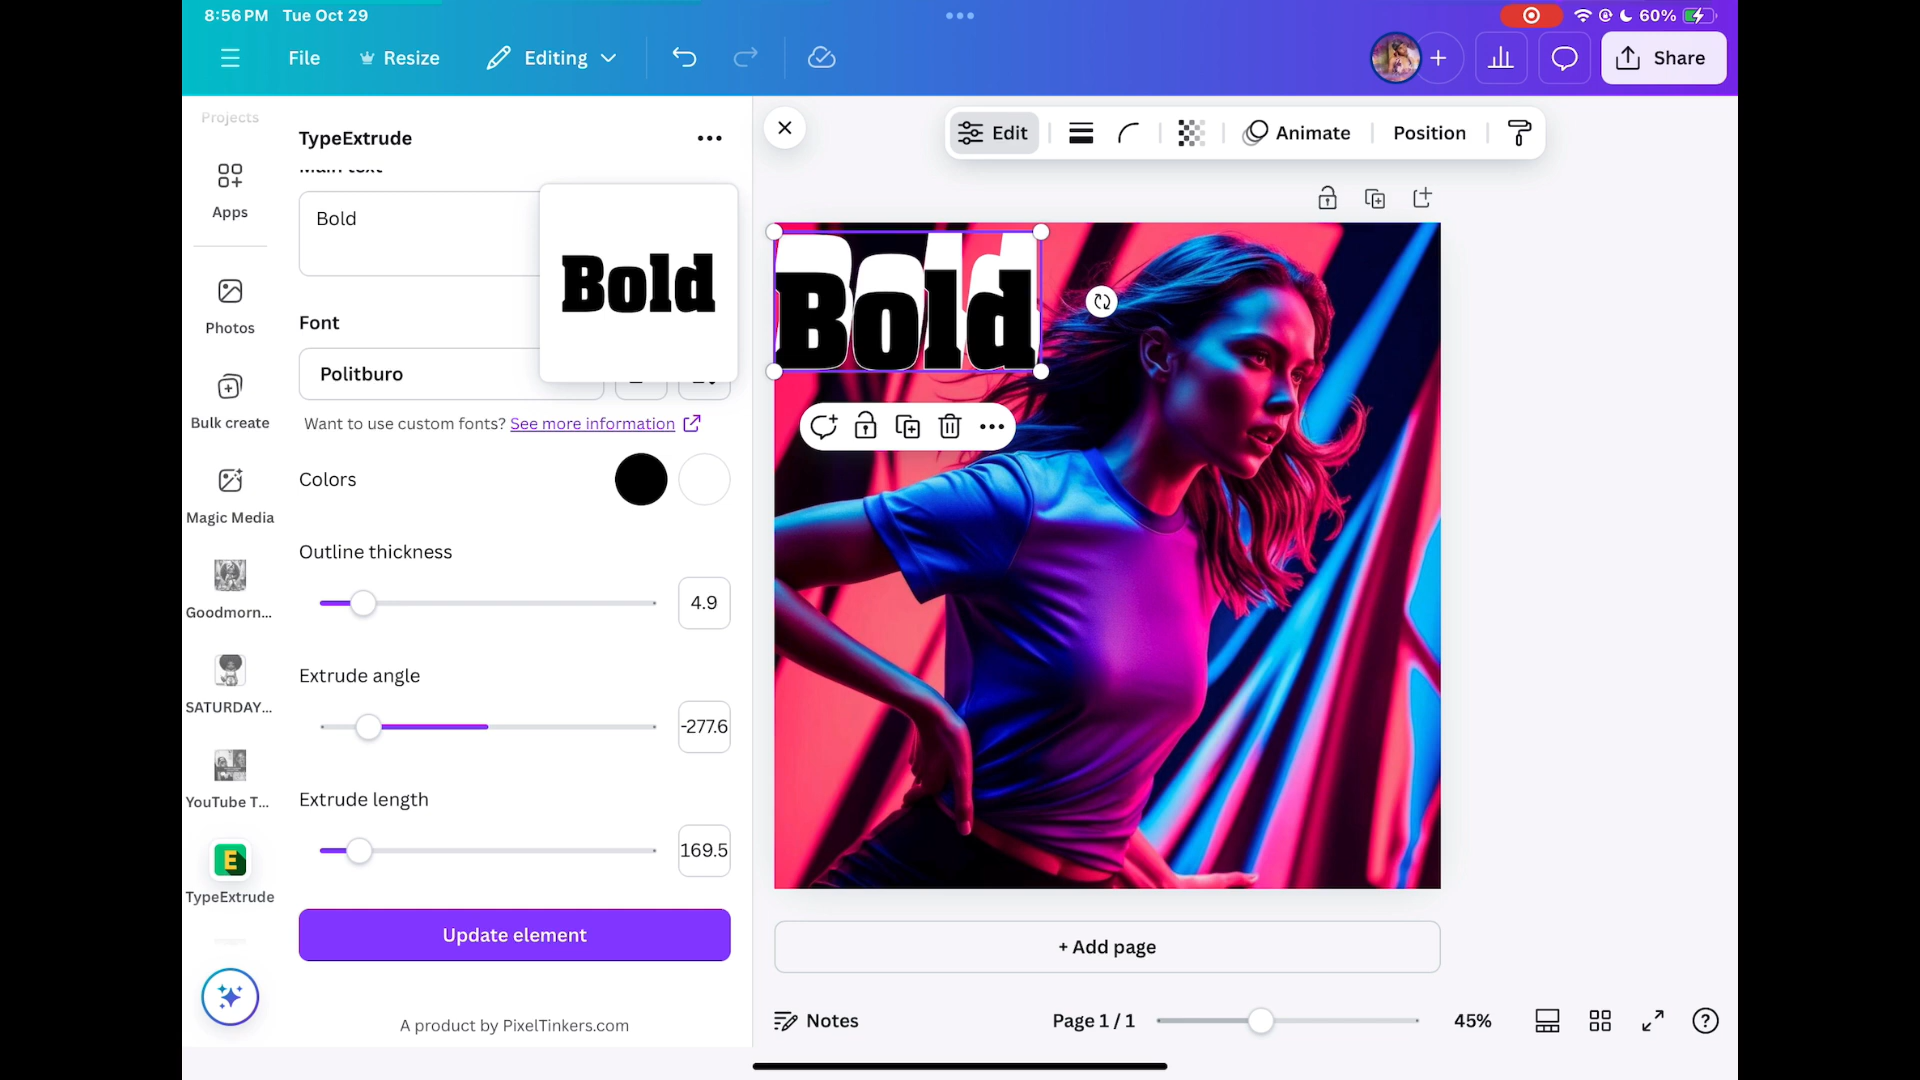 8:56 PM Tue Oct 29
60%
File
Resize
Editing
Share
Projects
Apps
Photos
Bulk create
Magic Media
Goodmorn...
SATURDAY...
YouTube T...
E
TypeExtrude
TypeExtrude
Main text
Bold
Bold
Font
Politburo
Want to use custom fonts? See more information
Colors
Outline thickness
4.9
Extrude angle
-277.6
Extrude length
169.5
Update element
A product by PixelTinkers.com
Edit
Animate
Position
Bold
+ Add page
Notes
Page 1 / 1
45%